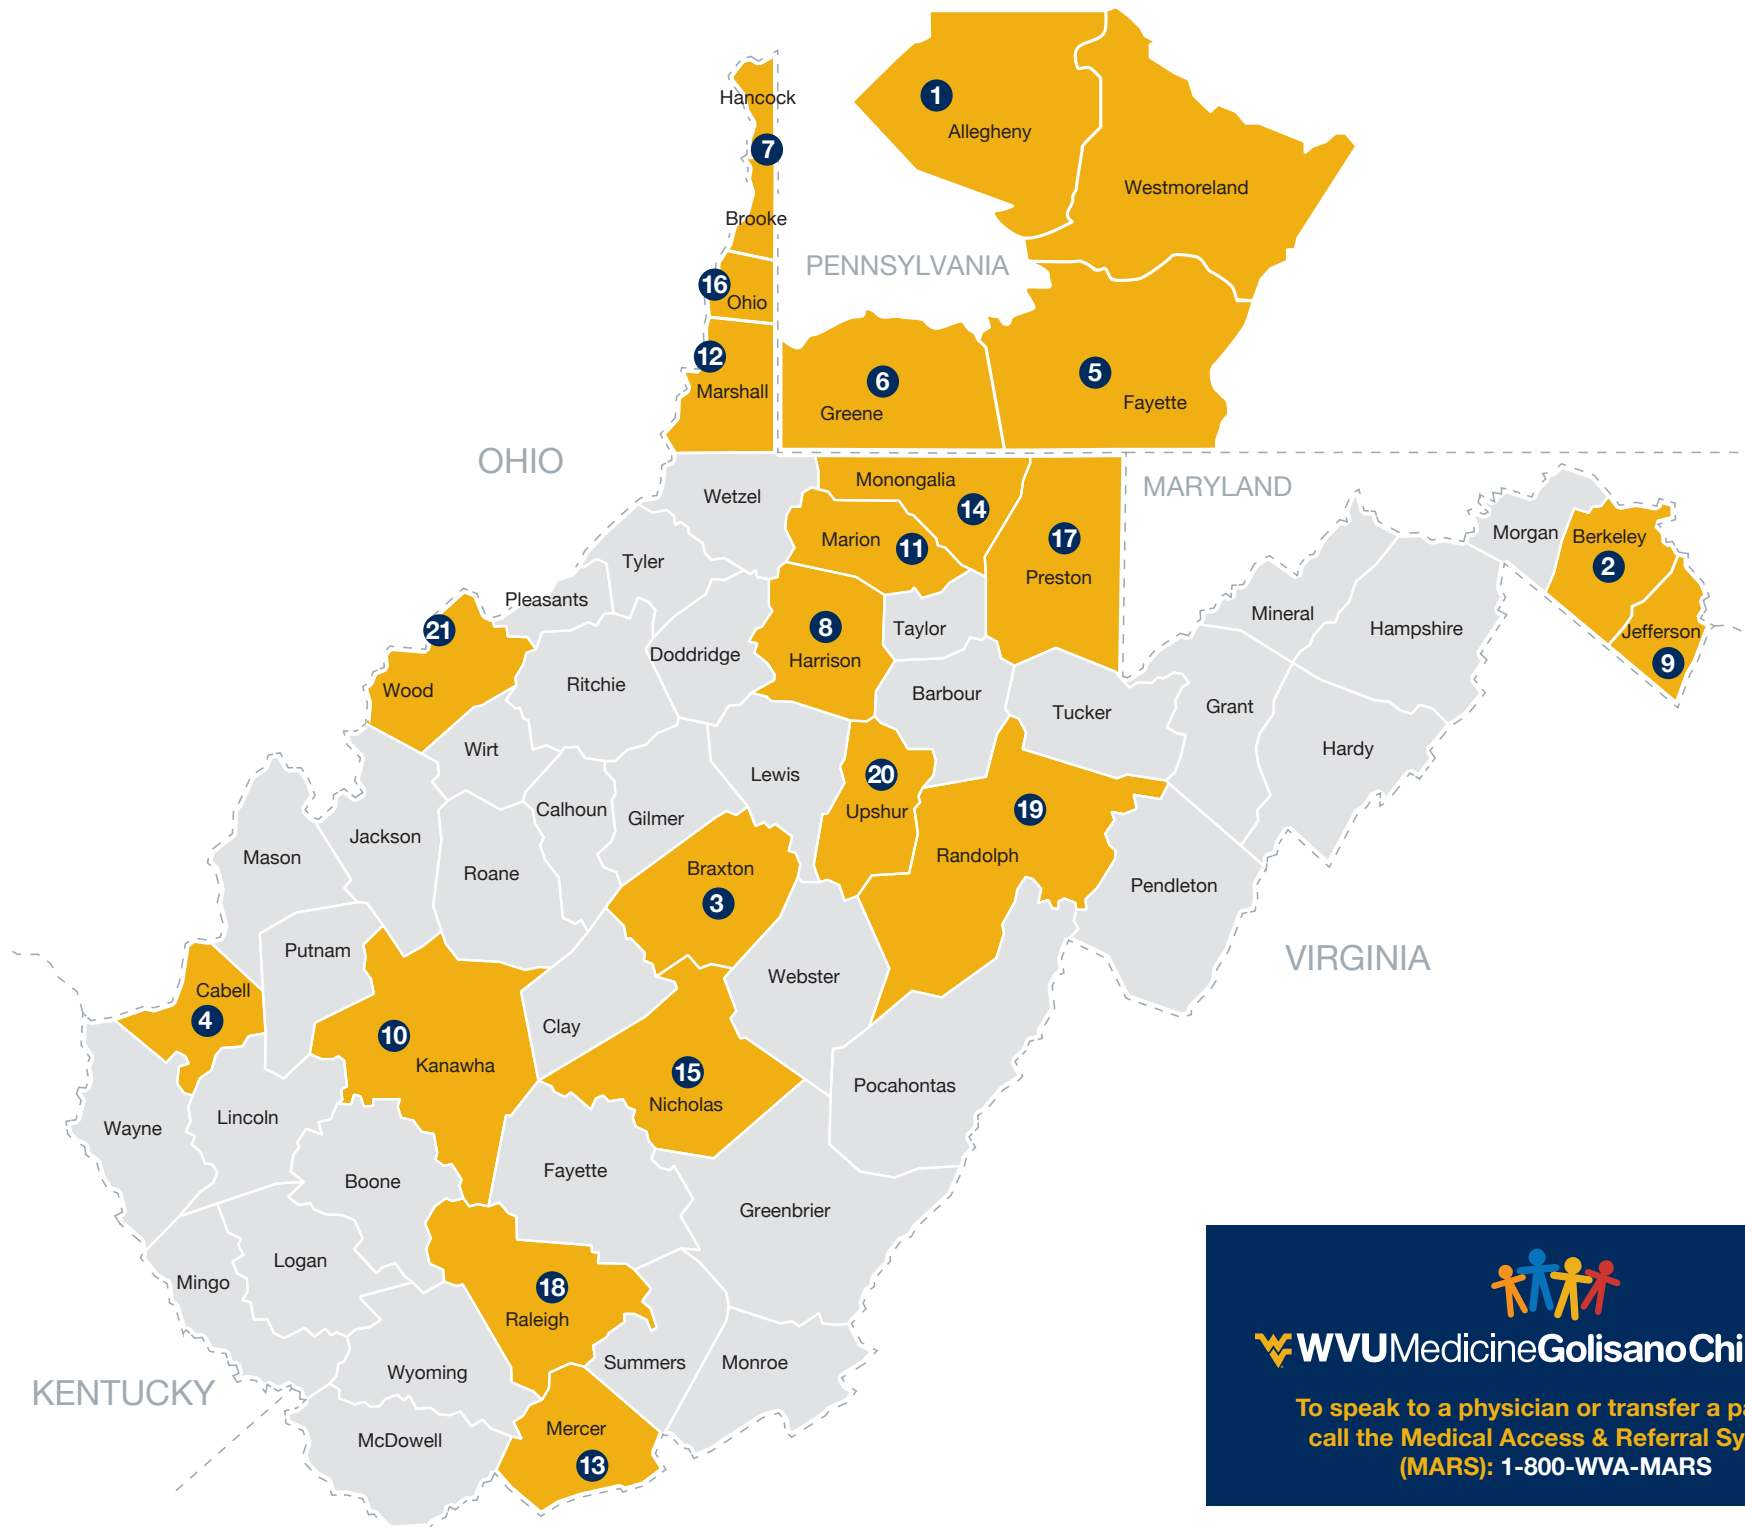 Hancock
7
Brooke
16
Ohio
12
Marshall
1
Allegheny
Westmoreland
PENNSYLVANIA
6
Greene
5
Fayette
OHIO
MARYLAND
VIRGINIA
KENTUCKY
Wetzel
Monongalia
14
Marion
11
17
Preston
Morgan
Berkeley
2
Jefferson
9
Tyler
Pleasants
21
Wood
Ritchie
Doddridge
8
Harrison
Taylor
Barbour
Tucker
Mineral
Hampshire
Grant
Hardy
Wirt
Lewis
20
Upshur
19
Randolph
Pendleton
Mason
Jackson
Roane
Calhoun
Gilmer
Braxton
3
Webster
Putnam
Cabell
4
10
Kanawha
Clay
15
Nicholas
Pocahontas
Wayne
Lincoln
Boone
Fayette
Greenbrier
Mingo
Logan
18
Raleigh
Wyoming
Summers
Monroe
McDowell
Mercer
13
WVUMedicineGolisanoChi
To speak to a physician or transfer a pa
call the Medical Access & Referral Sy
(MARS): 1-800-WVA-MARS